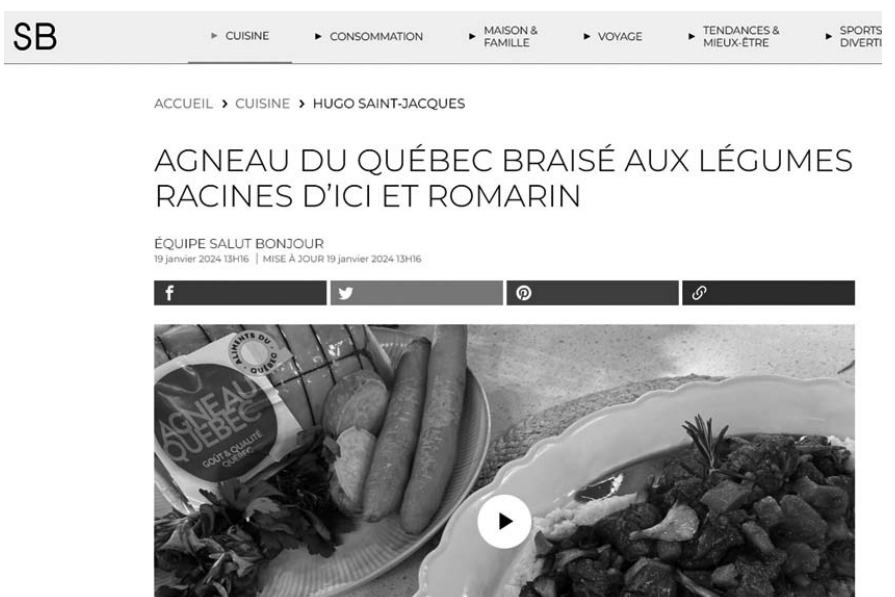 SB
CUISINE
CONSOMMATION
MAISON &
FAMILLE
VOYAGE
TENDANCES &
MIEUX-ÊTRE
SPORTS
DIVERTI
ACCUEIL > CUISINE > HUGO SAINT-JACQUES
AGNEAU DU QUÉBEC BRAISÉ AUX LÉGUMES
RACINES D'ICI ET ROMARIN
ÉQUIPE SALUT BONJOUR
19 janvier 2024 13H16 | MISE À JOUR 19 janvier 2024 13H16
ALIMENTS DU
QUÉBEC
AGNEAU
QUÉBEC
GOÛT & QUALITÉ
QUÉBEC